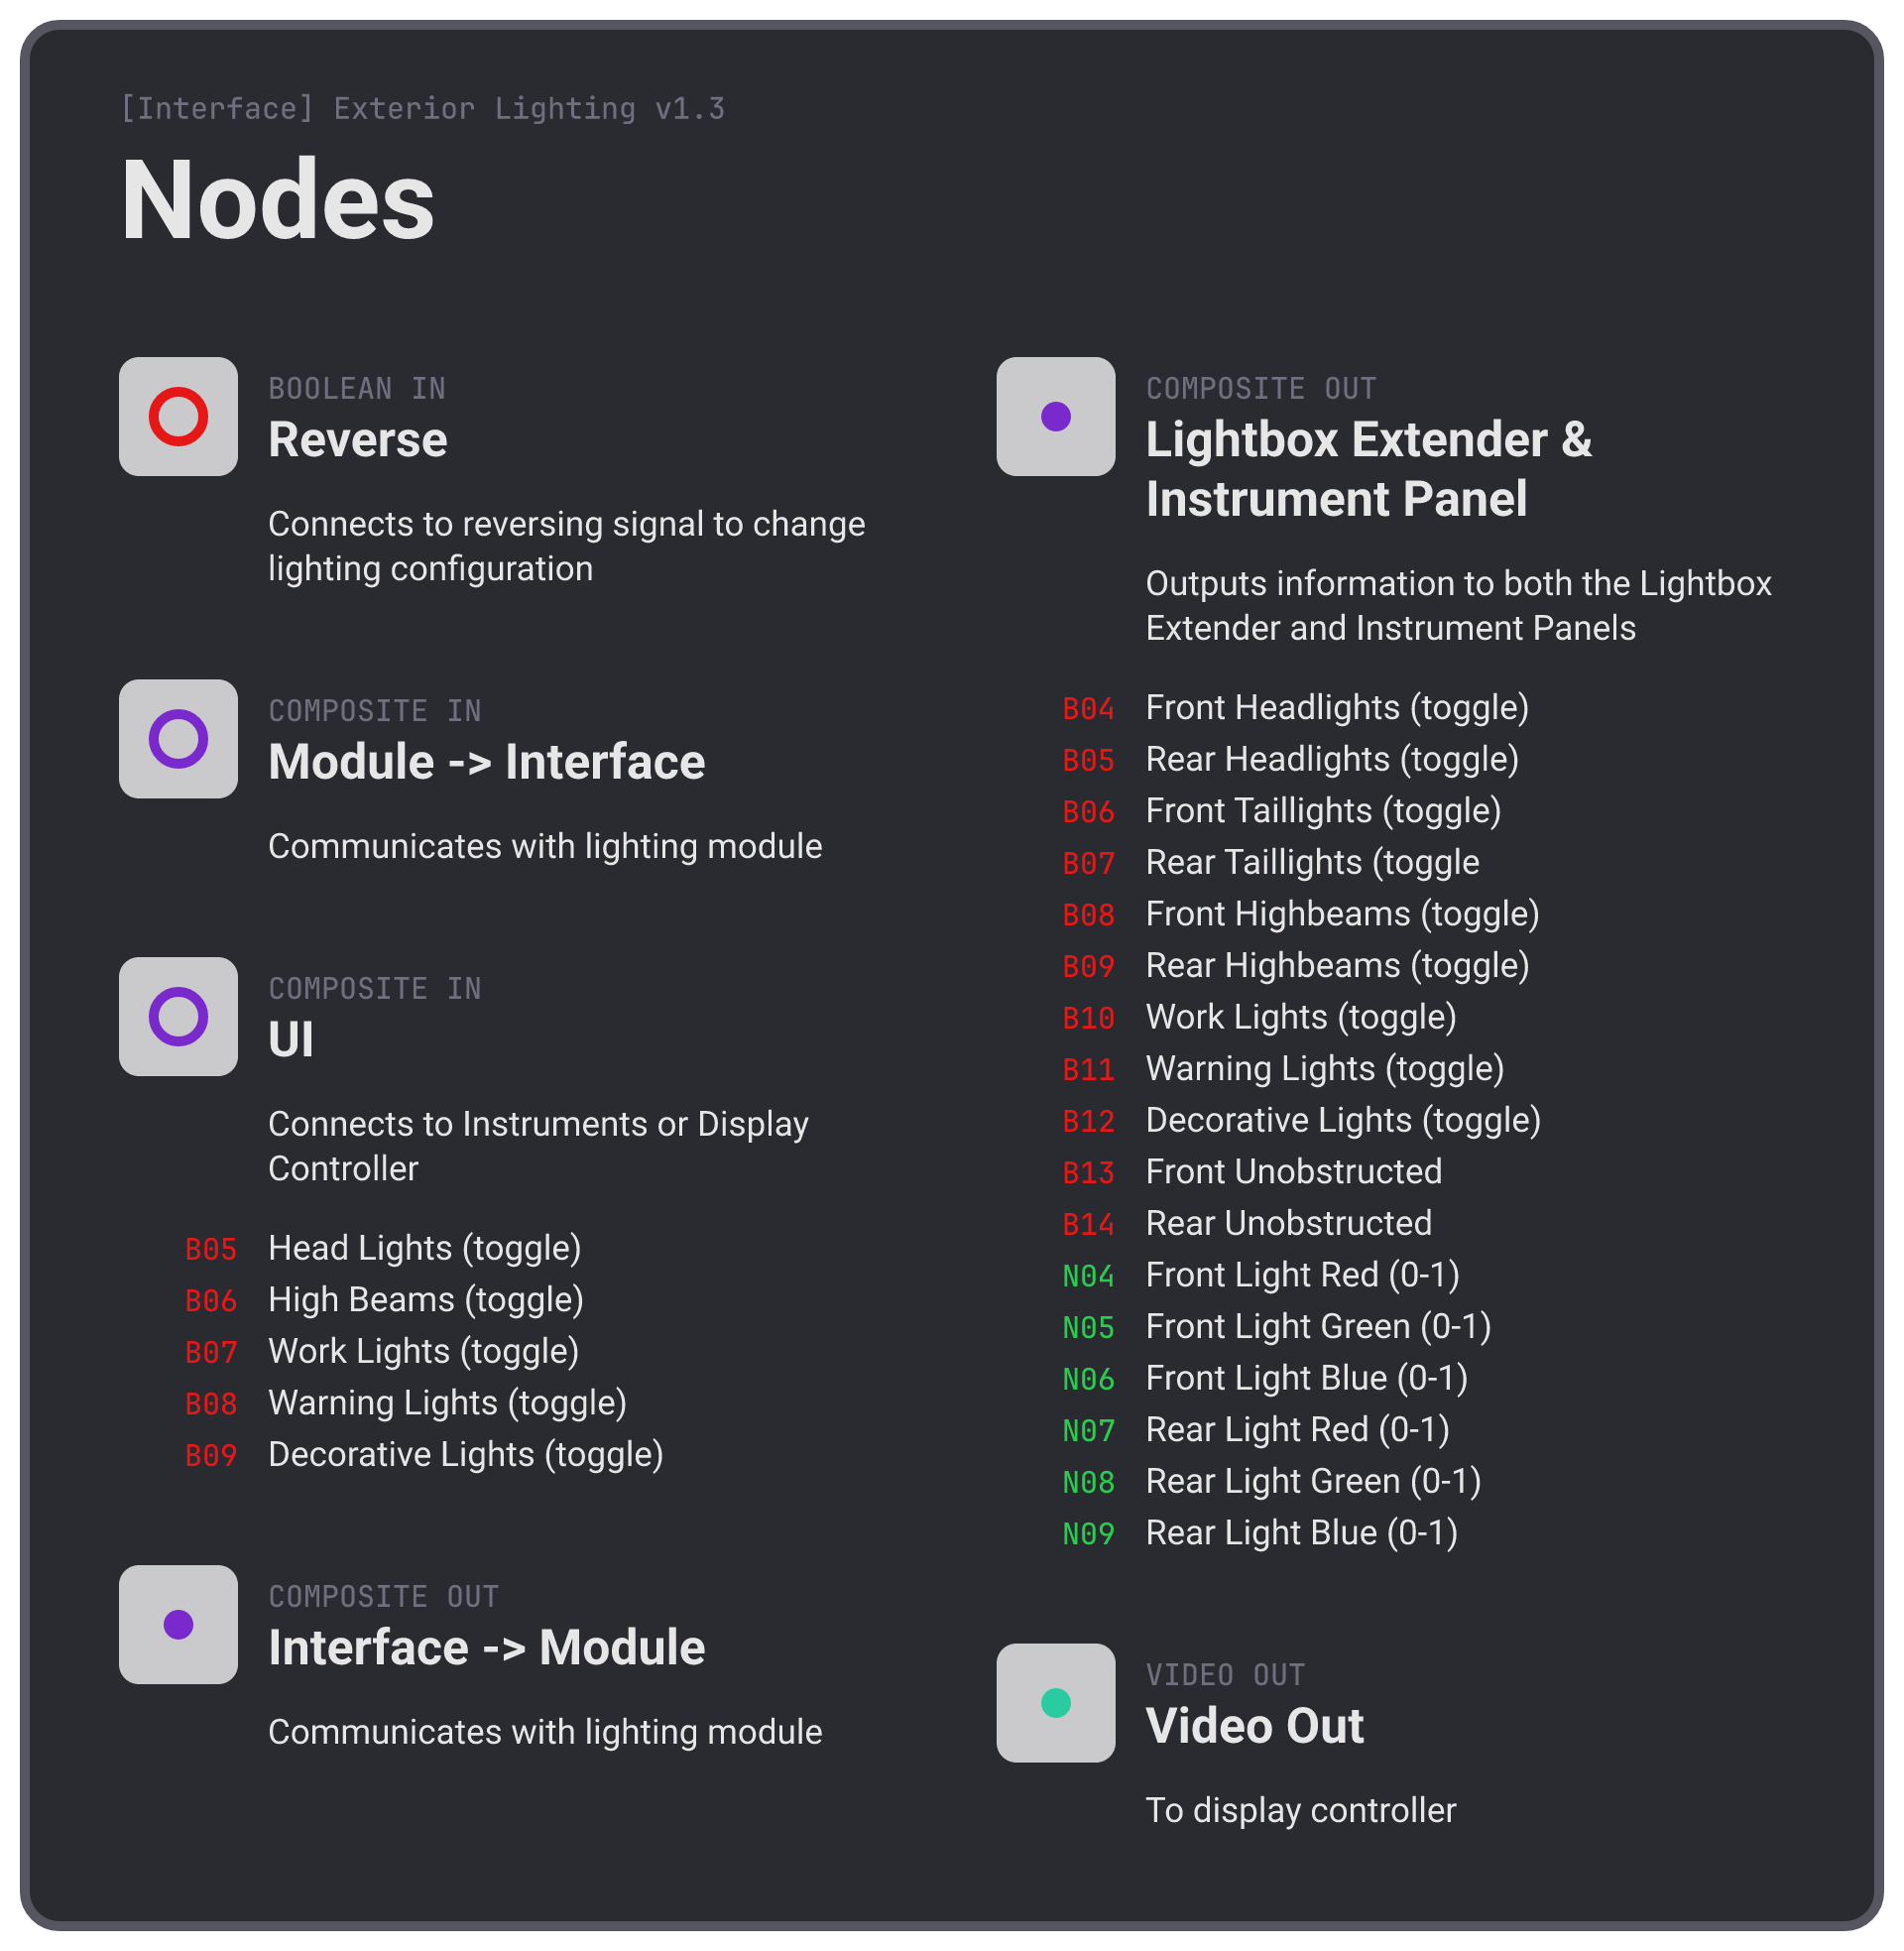 [Interface] Exterior Lighting v1.3
Nodes
BOOLEAN IN
Reverse
Connects to reversing signal to change
lighting configuration
COMPOSITE IN
Module -> Interface
Communicates with lighting module
COMPOSITE IN
UI
Connects to Instruments or Display
Controller
B05 Head Lights (toggle)
B06 High Beams (toggle)
B07 Work Lights (toggle)
B08 Warning Lights (toggle)
B09 Decorative Lights (toggle)
COMPOSITE OUT
Interface -> Module
Communicates with lighting module
COMPOSITE OUT
Lightbox Extender &
Instrument Panel
Outputs information to both the Lightbox
Extender and Instrument Panels
B04 Front Headlights (toggle)
B05 Rear Headlights (toggle)
B06 Front Taillights (toggle)
B07 Rear Taillights (toggle
B08 Front Highbeams (toggle)
B09 Rear Highbeams (toggle)
B10 Work Lights (toggle)
B11 Warning Lights (toggle)
B12 Decorative Lights (toggle)
B13 Front Unobstructed
B14 Rear Unobstructed
N04 Front Light Red (0-1)
N05 Front Light Green (0-1)
N06 Front Light Blue (0-1)
N07 Rear Light Red (0-1)
N08 Rear Light Green (0-1)
N09 Rear Light Blue (0-1)
VIDEO OUT
Video Out
To display controller